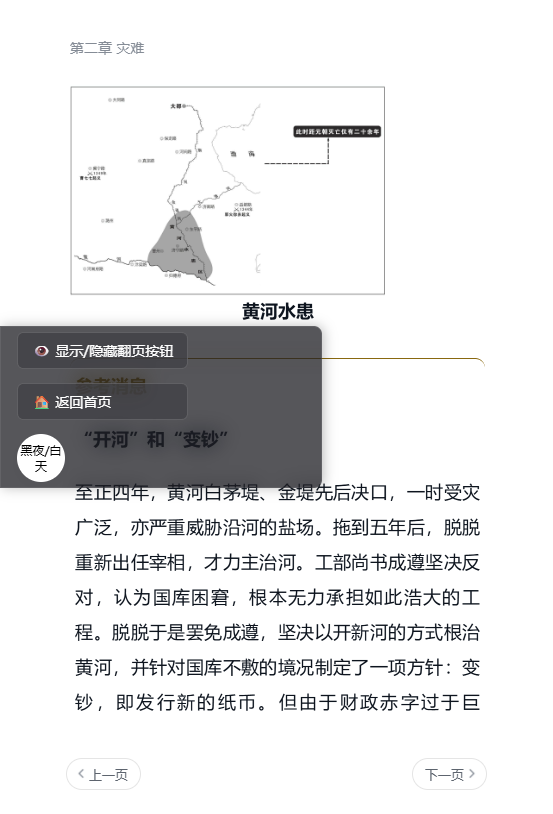 第二章 灾难
大都
此时距元朝灭亡仅有二十余年
渤 海
黄河水患
👁 显示/隐藏翻页按钮
参考消息
🏠 返回首页
黑夜/白天
“开河”和“变钞”
至正四年，黄河白茅堤、金堤先后决口，一时受灾
广泛，亦严重威胁沿河的盐场。拖到五年后，脱脱
重新出任宰相，才力主治河。工部尚书成遵坚决反
对，认为国库困窘，根本无力承担如此浩大的工
程。脱脱于是罢免成遵，坚决以开新河的方式根治
黄河，并针对国库不敷的境况制定了一项方针：变
钞，即发行新的纸币。但由于财政赤字过于巨
上一页
下一页